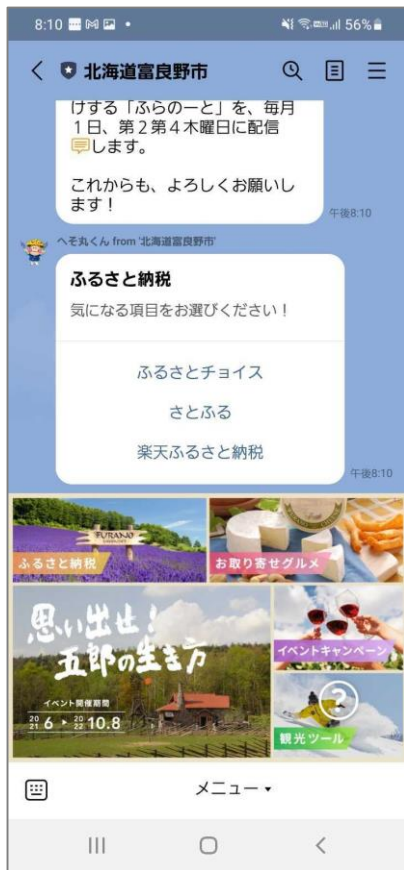 8:10
56%
北海道富良野市
けする「ふらのーと」を、毎月
１日、第２第４木曜日に配信
します。
これからも、よろしくお願いし
ます！
午後8:10
へそ丸くん from '北海道富良野市'
ふるさと納税
気になる項目をお選びください！
ふるさとチョイス
さとふる
楽天ふるさと納税
午後8:10
FURANO
ふるさと納税
お取り寄せグルメ
思い出せ！
五郎の生き方
イベント開催期間
2021 6 ▶ 2022 10.8
イベントキャンペーン
?
観光ツール
メニュー ▾